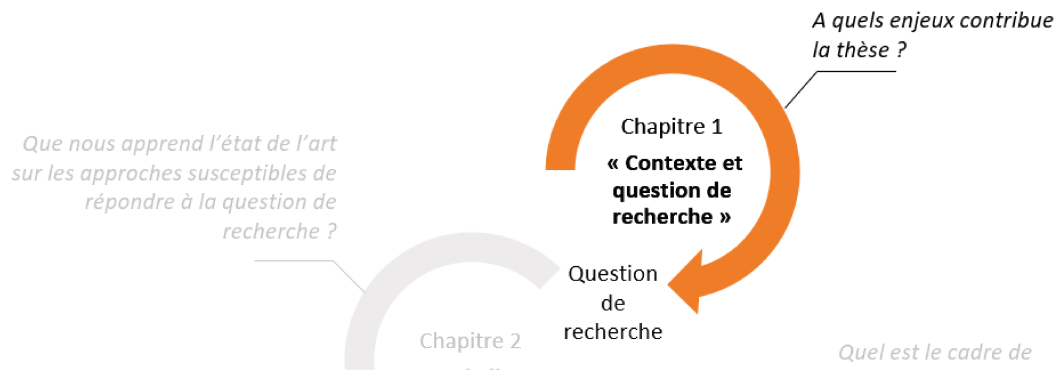 A quels enjeux contribue
la thèse ?
Chapitre 1
« Contexte et
question de
recherche »
Que nous apprend l'état de l'art
sur les approches susceptibles de
répondre à la question de
recherche ?
Question
de
recherche
Chapitre 2
Quel est le cadre de